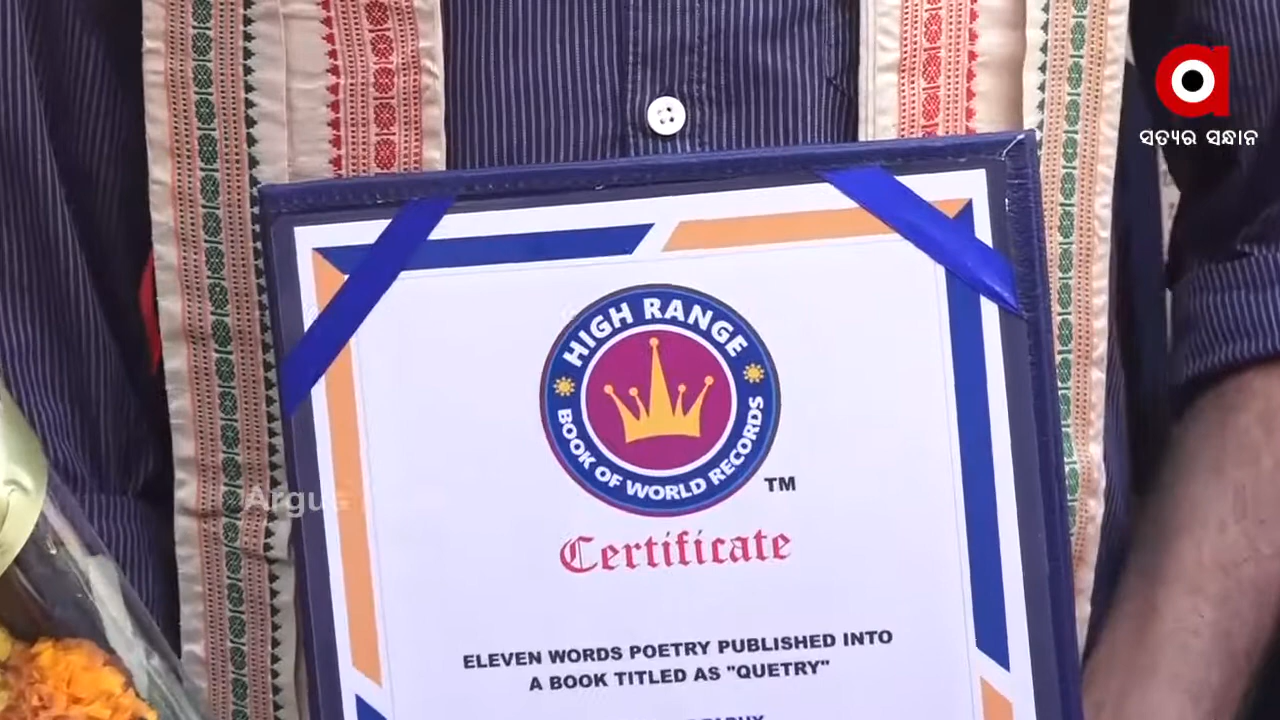 ସତ୍ୟର ସନ୍ଧାନ
HIGH RANGE
BOOK OF WORLD RECORDS
TM
Certificate
Argus
ELEVEN WORDS POETRY PUBLISHED INTO
A BOOK TITLED AS "QUETRY"